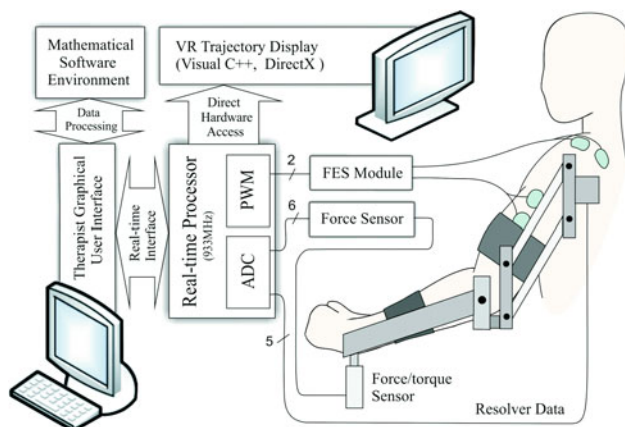 Mathematical
Software
Environment
VR Trajectory Display
(Visual C++, DirectX )
Data
Processing
Direct
Hardware
Access
Therapist Graphical
User Interface
Real-time
Interface
Real-time Processor
(933MHz)
PWM
ADC
2
FES Module
6
Force Sensor
5
Force/torque
Sensor
Resolver Data